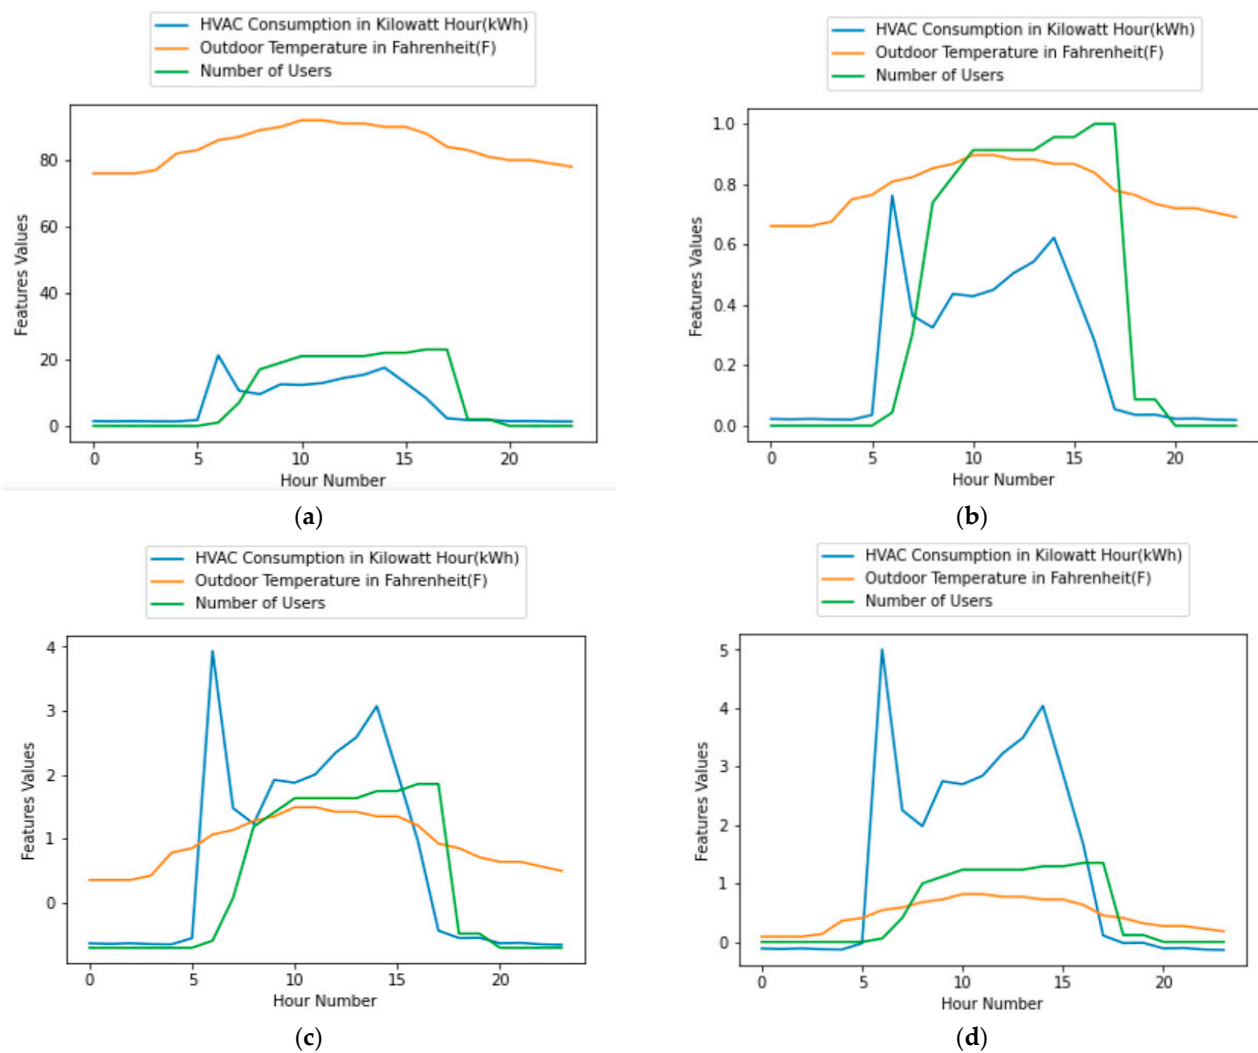 HVAC Consumption in Kilowatt Hour(kWh)
Outdoor Temperature in Fahrenheit(F)
Number of Users
80
60
40
20
0
Features Values
0 5 10 15 20
Hour Number
(a)
HVAC Consumption in Kilowatt Hour(kWh)
Outdoor Temperature in Fahrenheit(F)
Number of Users
1.0
0.8
0.6
0.4
0.2
0.0
Features Values
0 5 10 15 20
Hour Number
(b)
HVAC Consumption in Kilowatt Hour(kWh)
Outdoor Temperature in Fahrenheit(F)
Number of Users
4
3
2
1
0
Features Values
0 5 10 15 20
Hour Number
(c)
HVAC Consumption in Kilowatt Hour(kWh)
Outdoor Temperature in Fahrenheit(F)
Number of Users
5
4
3
2
1
0
Features Values
0 5 10 15 20
Hour Number
(d)